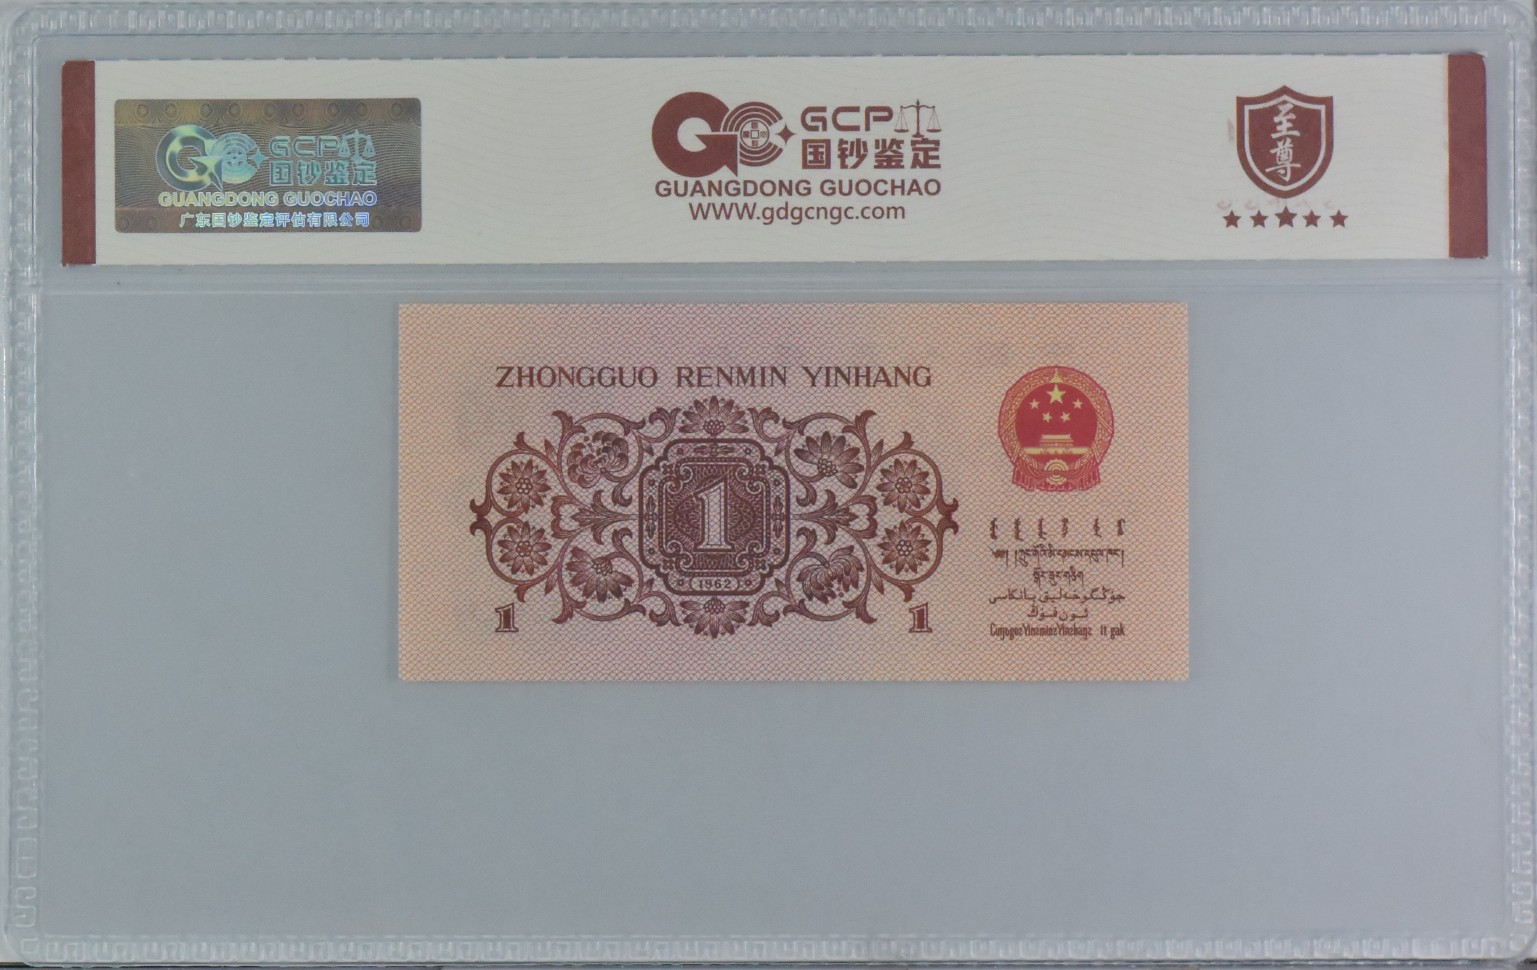 GCP
国钞鉴定
GUANGDONG GUOCHAO
广东国钞鉴定评估有限公司
GCP
国钞鉴定
GUANGDONG GUOCHAO
WWW.gdgcngc.com
至尊
ZHONGGUO RENMIN YINHANG
1
(1962)
1
1
جۇڭگوخەلىق بانكاسى